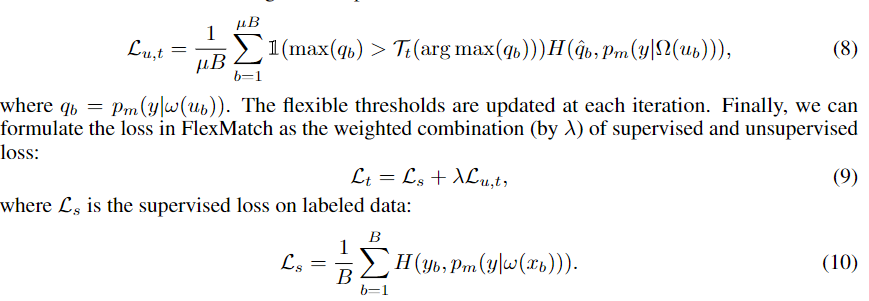 $$\mathcal{L}_{u,t} = \frac{1}{\mu B} \sum_{b=1}^{\mu B} \mathbb{1}(\max(q_b) > \mathcal{T}_t(\arg\max(q_b))) H(\hat{q}_b, p_m(y|\Omega(u_b))), \quad (8)$$
where $q_b = p_m(y|\omega(u_b))$. The flexible thresholds are updated at each iteration. Finally, we can
formulate the loss in FlexMatch as the weighted combination (by $\lambda$) of supervised and unsupervised
loss:
$$\mathcal{L}_t = \mathcal{L}_s + \lambda \mathcal{L}_{u,t}, \quad (9)$$
where $\mathcal{L}_s$ is the supervised loss on labeled data:
$$\mathcal{L}_s = \frac{1}{B} \sum_{b=1}^{B} H(y_b, p_m(y|\omega(x_b))). \quad (10)$$